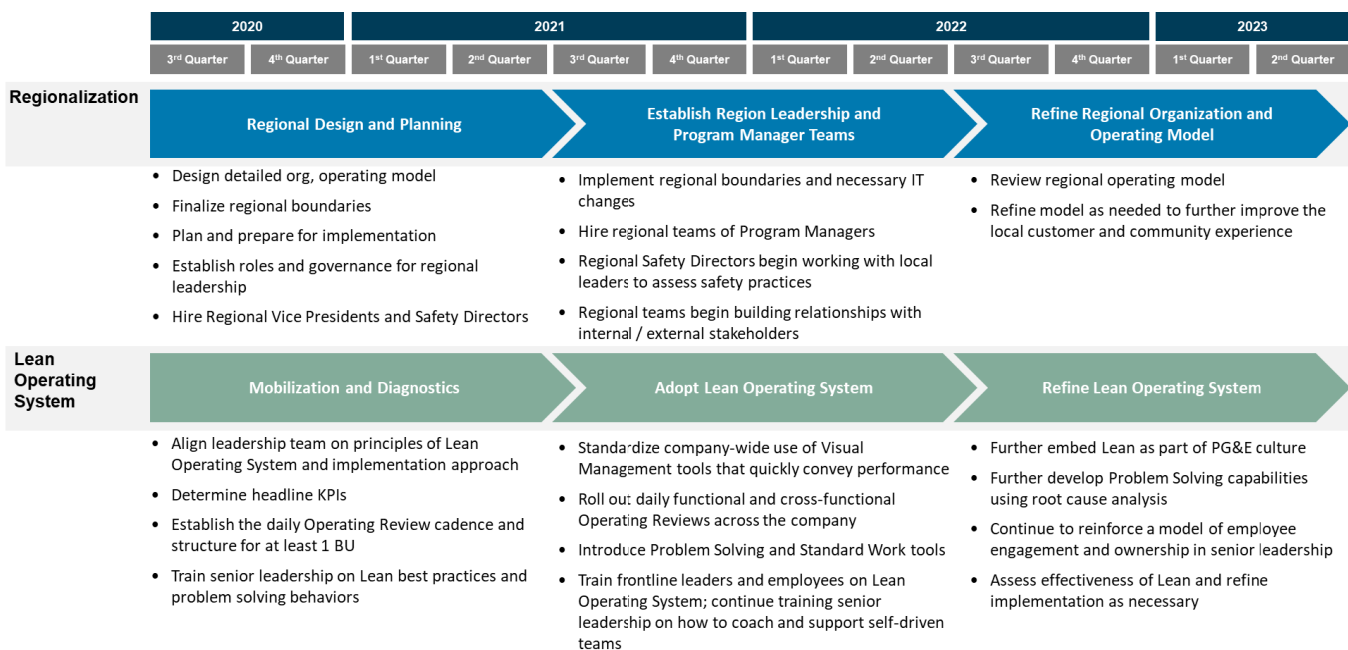 2020 2021 2022 2023
3rd Quarter 4th Quarter 1st Quarter 2nd Quarter 3rd Quarter 4th Quarter 1st Quarter 2nd Quarter 3rd Quarter 4th Quarter 1st Quarter 2nd Quarter
Regionalization
Regional Design and Planning
Establish Region Leadership and
Program Manager Teams
Refine Regional Organization and
Operating Model
• Design detailed org, operating model
• Finalize regional boundaries
• Plan and prepare for implementation
• Establish roles and governance for regional
leadership
• Hire Regional Vice Presidents and Safety Directors
• Implement regional boundaries and necessary IT
changes
• Hire regional teams of Program Managers
• Regional Safety Directors begin working with local
leaders to assess safety practices
• Regional teams begin building relationships with
internal / external stakeholders
• Review regional operating model
• Refine model as needed to further improve the
local customer and community experience
Lean
Operating
System
Mobilization and Diagnostics
Adopt Lean Operating System
Refine Lean Operating System
• Align leadership team on principles of Lean
Operating System and implementation approach
• Determine headline KPIs
• Establish the daily Operating Review cadence and
structure for at least 1 BU
• Train senior leadership on Lean best practices and
problem solving behaviors
• Standardize company-wide use of Visual
Management tools that quickly convey performance
• Roll out daily functional and cross-functional
Operating Reviews across the company
• Introduce Problem Solving and Standard Work tools
• Train frontline leaders and employees on Lean
Operating System; continue training senior
leadership on how to coach and support self-driven
teams
• Further embed Lean as part of PG&E culture
• Further develop Problem Solving capabilities
using root cause analysis
• Continue to reinforce a model of employee
engagement and ownership in senior leadership
• Assess effectiveness of Lean and refine
implementation as necessary